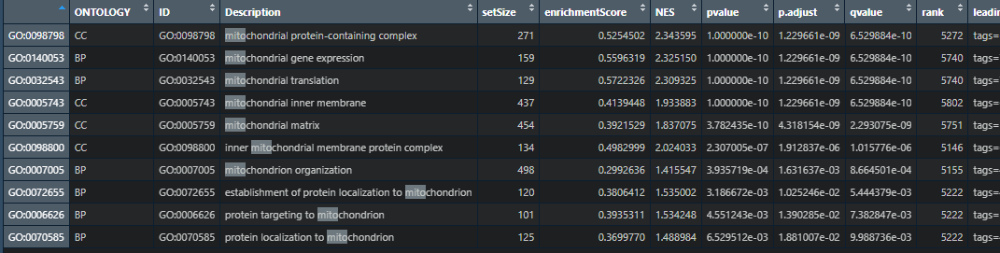 ONTOLOGY ID Description setSize enrichmentScore NES pvalue p.adjust qvalue rank leadin
GO:0098798 CC GO:0098798 mitochondrial protein-containing complex 271 0.5254502 2.343595 1.000000e-10 1.229661e-09 6.529884e-10 5272 tags=
GO:0140053 BP GO:0140053 mitochondrial gene expression 159 0.5596319 2.325150 1.000000e-10 1.229661e-09 6.529884e-10 5740 tags=
GO:0032543 BP GO:0032543 mitochondrial translation 129 0.5722326 2.309325 1.000000e-10 1.229661e-09 6.529884e-10 5740 tags=
GO:0005743 CC GO:0005743 mitochondrial inner membrane 437 0.4139448 1.933883 1.000000e-10 1.229661e-09 6.529884e-10 5802 tags=
GO:0005759 CC GO:0005759 mitochondrial matrix 454 0.3921529 1.837075 3.782435e-10 4.318154e-09 2.293075e-09 5751 tags=
GO:0098800 CC GO:0098800 inner mitochondrial membrane protein complex 134 0.4982999 2.024033 2.307005e-07 1.912837e-06 1.015776e-06 5146 tags=
GO:0007005 BP GO:0007005 mitochondrion organization 498 0.2992636 1.415547 3.935719e-04 1.631637e-03 8.664501e-04 5155 tags=
GO:0072655 BP GO:0072655 establishment of protein localization to mitochondrion 120 0.3806412 1.535002 3.186672e-03 1.025246e-02 5.444379e-03 5222 tags=
GO:0006626 BP GO:0006626 protein targeting to mitochondrion 101 0.3935311 1.534248 4.551243e-03 1.390285e-02 7.382847e-03 5222 tags=
GO:0070585 BP GO:0070585 protein localization to mitochondrion 125 0.3699770 1.488984 6.529512e-03 1.881007e-02 9.988736e-03 5222 tags=